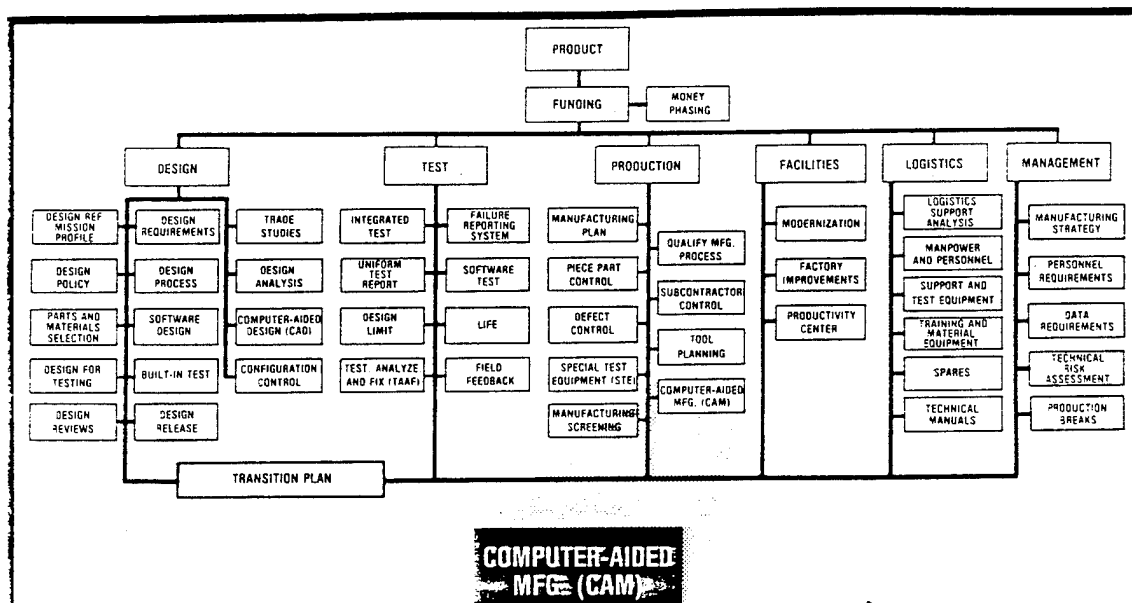 PRODUCT
FUNDING
MONEY
PHASING
DESIGN
TEST
PRODUCTION
FACILITIES
LOGISTICS
MANAGEMENT
DESIGN REF
MISSION
PROFILE
DESIGN
REQUIREMENTS
TRADE
STUDIES
DESIGN
POLICY
DESIGN
PROCESS
DESIGN
ANALYSIS
PARTS AND
MATERIALS
SELECTION
SOFTWARE
DESIGN
COMPUTER-AIDED
DESIGN (CAD)
DESIGN FOR
TESTING
BUILT-IN TEST
CONFIGURATION
CONTROL
DESIGN
REVIEWS
DESIGN
RELEASE
INTEGRATED
TEST
FAILURE
REPORTING
SYSTEM
UNIFORM
TEST
REPORT
SOFTWARE
TEST
DESIGN
LIMIT
LIFE
TEST. ANALYZE
AND FIX (TAAF)
FIELD
FEEDBACK
MANUFACTURING
PLAN
QUALIFY MFG.
PROCESS
PIECE PART
CONTROL
SUBCONTRACTOR
CONTROL
DEFECT
CONTROL
TOOL
PLANNING
SPECIAL TEST
EQUIPMENT (STE)
COMPUTER-AIDED
MFG. (CAM)
MANUFACTURING
SCREENING
MODERNIZATION
FACTORY
IMPROVEMENTS
PRODUCTIVITY
CENTER
LOGISTICS
SUPPORT
ANALYSIS
MANPOWER
AND PERSONNEL
SUPPORT AND
TEST EQUIPMENT
TRAINING AND
MATERIAL
EQUIPMENT
SPARES
TECHNICAL
MANUALS
MANUFACTURING
STRATEGY
PERSONNEL
REQUIREMENTS
DATA
REQUIREMENTS
TECHNICAL
RISK
ASSESSMENT
PRODUCTION
BREAKS
TRANSITION PLAN
COMPUTER-AIDED
MFG. (CAM)